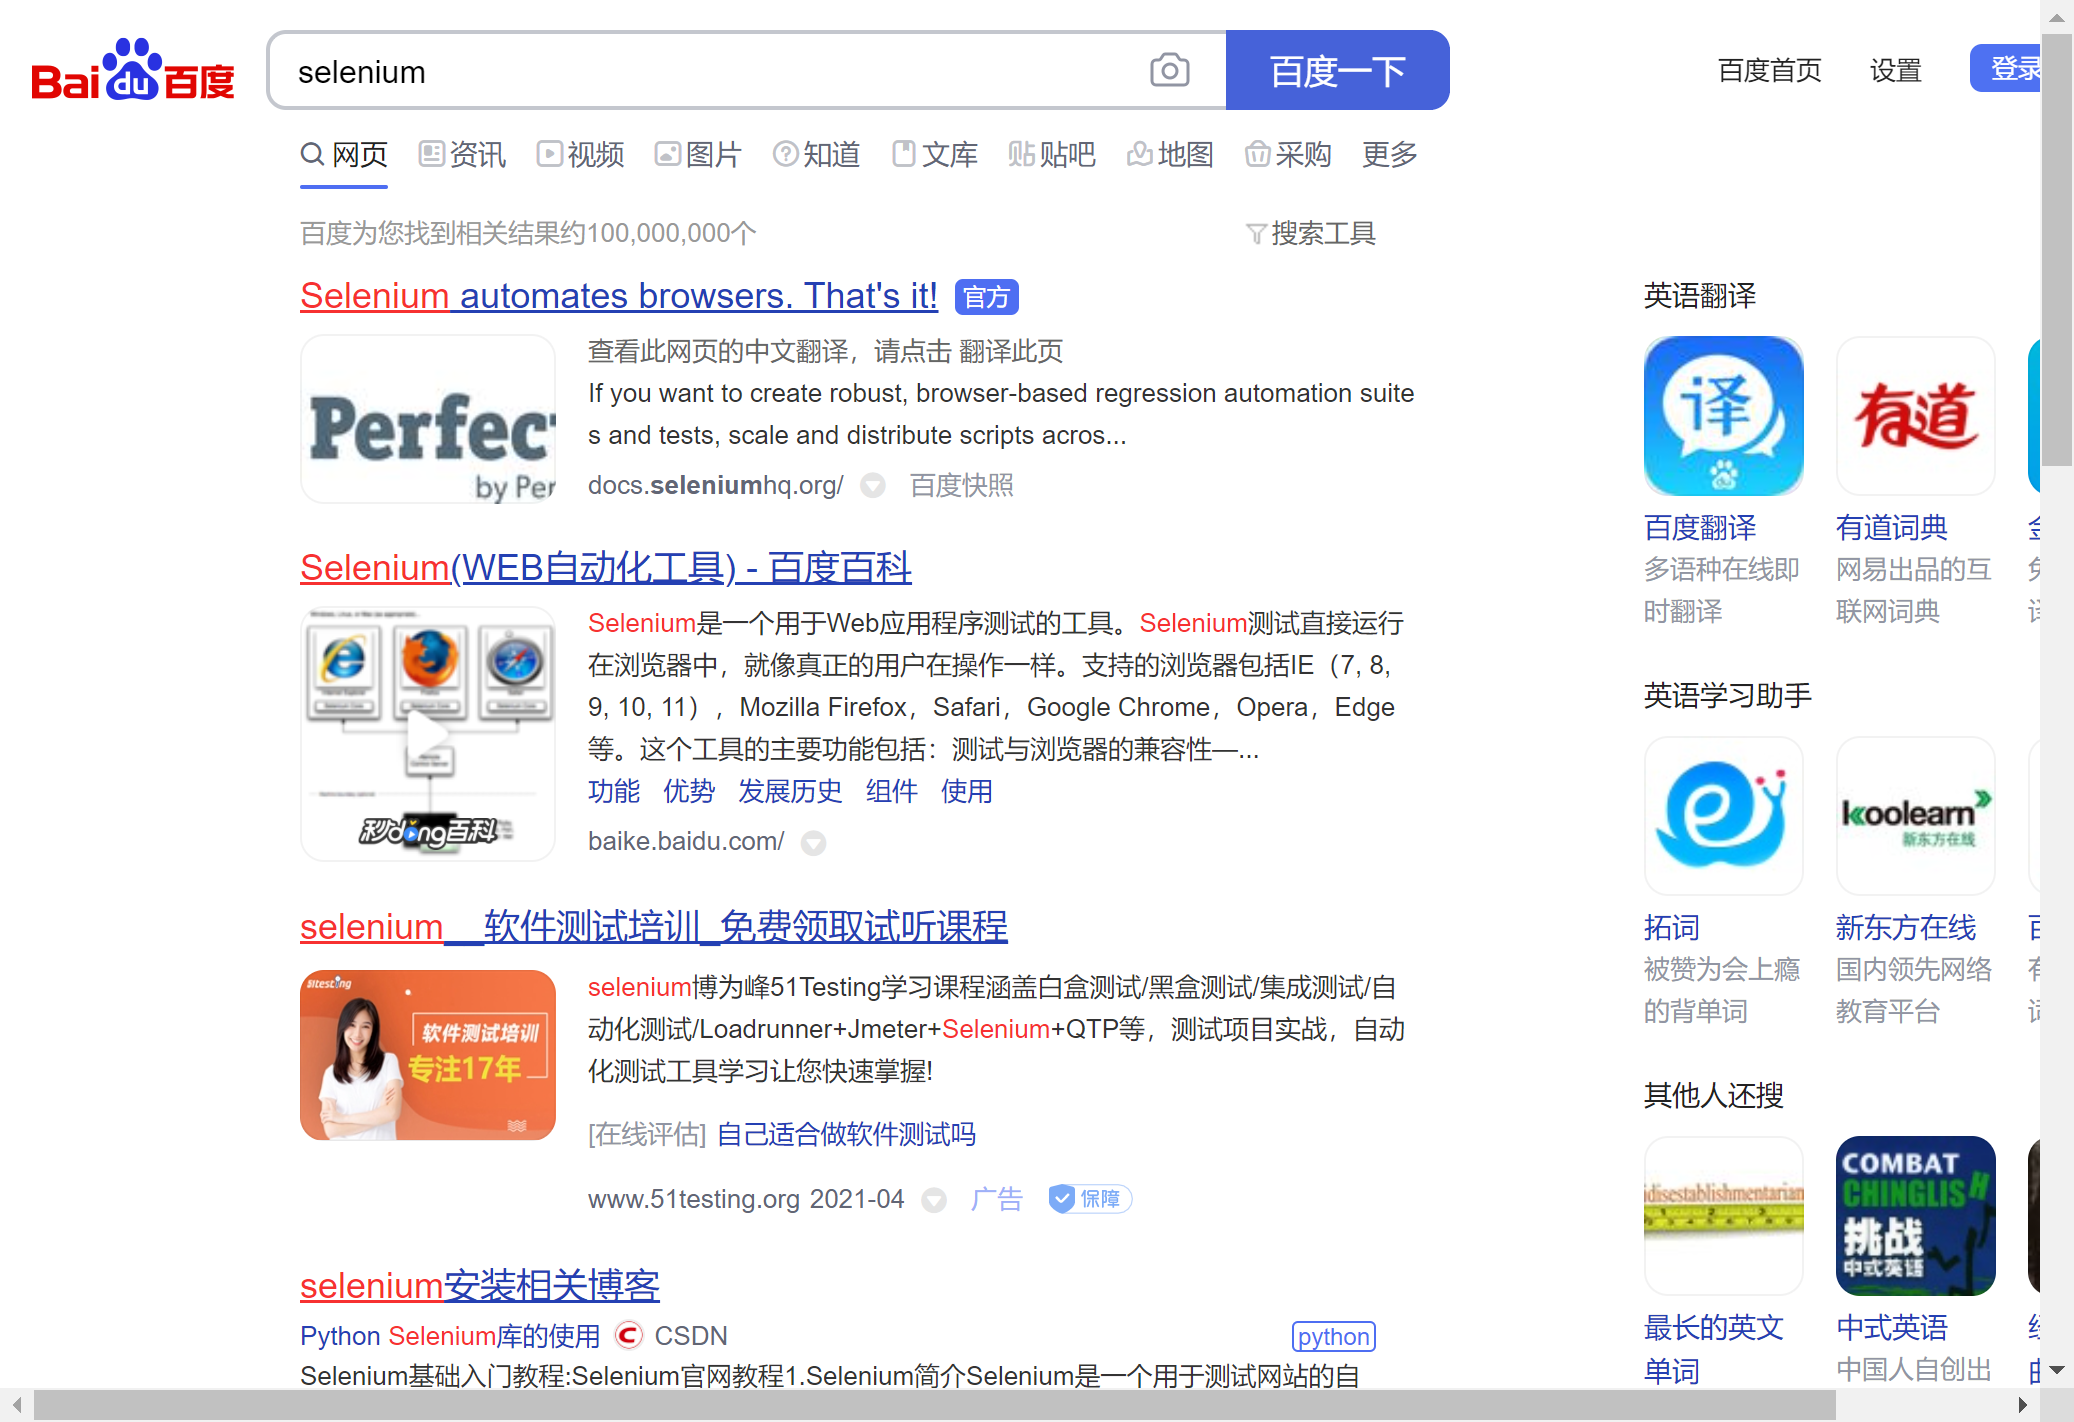 Bai du 百度
selenium
百度一下
百度首页 设置 登录
网页 资讯 视频 图片 知道 文库 贴吧 地图 采购 更多
百度为您找到相关结果约100,000,000个
搜索工具
Selenium automates browsers. That's it! 官方
Perfec
by Per
查看此网页的中文翻译，请点击 翻译此页
If you want to create robust, browser-based regression automation suite
s and tests, scale and distribute scripts acros...
docs.seleniumhq.org/ 百度快照
Selenium(WEB自动化工具) - 百度百科
秒dong百科
Selenium是一个用于Web应用程序测试的工具。Selenium测试直接运行
在浏览器中，就像真正的用户在操作一样。支持的浏览器包括IE（7, 8,
9, 10, 11），Mozilla Firefox，Safari，Google Chrome，Opera，Edge
等。这个工具的主要功能包括：测试与浏览器的兼容性—...
功能 优势 发展历史 组件 使用
baike.baidu.com/
selenium__软件测试培训_免费领取试听课程
51testing
软件测试培训
专注17年
selenium博为峰51Testing学习课程涵盖白盒测试/黑盒测试/集成测试/自
动化测试/Loadrunner+Jmeter+Selenium+QTP等，测试项目实战，自动
化测试工具学习让您快速掌握!
[在线评估] 自己适合做软件测试吗
www.51testing.org 2021-04 广告 保障
selenium安装相关博客
Python Selenium库的使用 CSDN
python
Selenium基础入门教程:Selenium官网教程1.Selenium简介Selenium是一个用于测试网站的自
英语翻译
译
有道
百度翻译 有道词典
多语种在线即 网易出品的互
时翻译 联网词典
英语学习助手
koolearn
新东方在线
拓词 新东方在线
被赞为会上瘾 国内领先网络
的背单词 教育平台
其他人还搜
idisestablishmentarian
COMBAT
CHINGLISH
挑战
中式英语
最长的英文 中式英语
单词 中国人自创出